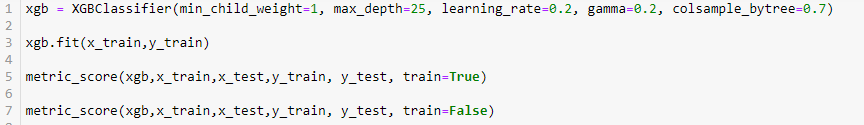 1 xgb = XGBClassifier(min_child_weight=1, max_depth=25, learning_rate=0.2, gamma=0.2, colsample_bytree=0.7)
2
3 xgb.fit(x_train,y_train)
4
5 metric_score(xgb,x_train,x_test,y_train, y_test, train=True)
6
7 metric_score(xgb,x_train,x_test,y_train, y_test, train=False)